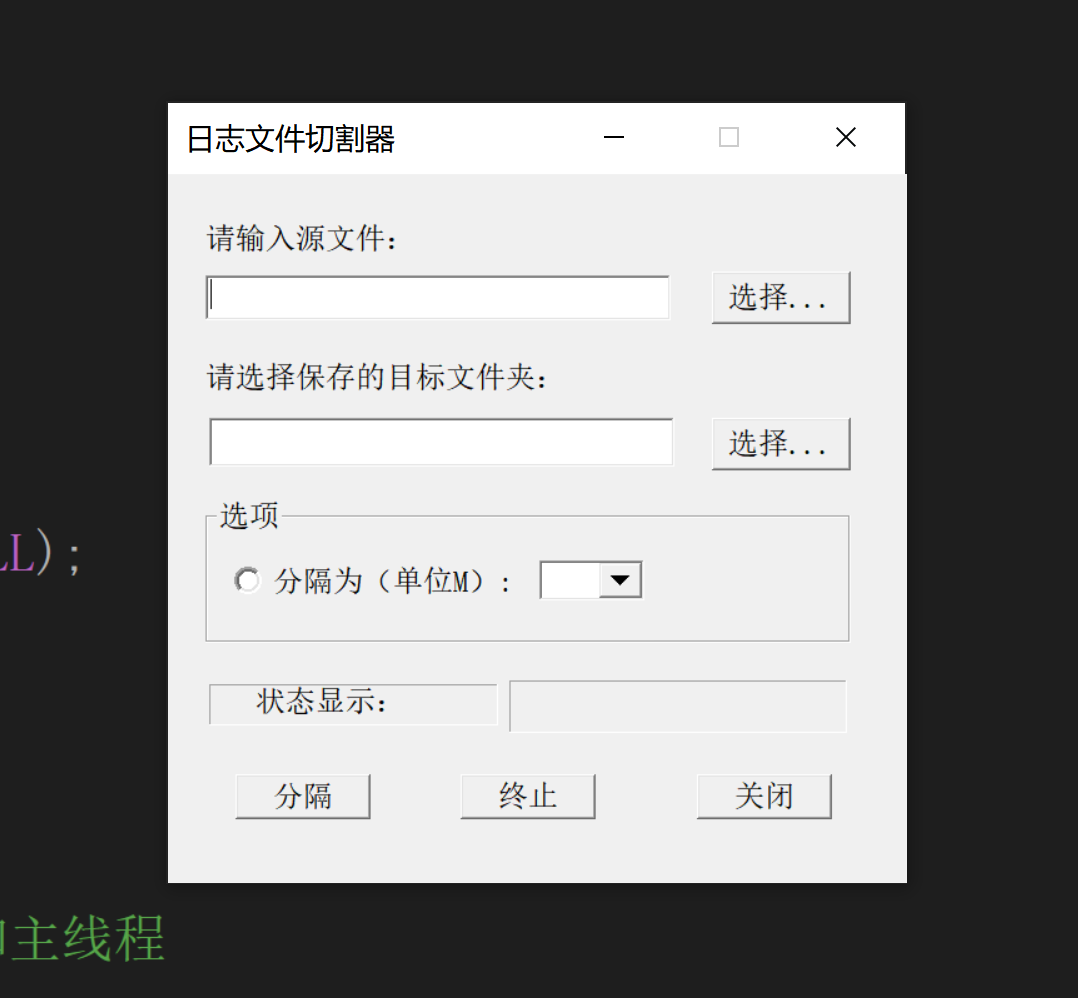 日志文件切割器
请输入源文件：
选择...
请选择保存的目标文件夹：
选择...
选项
分隔为（单位M）：
LL);
状态显示：
分隔 终止 关闭
主线程